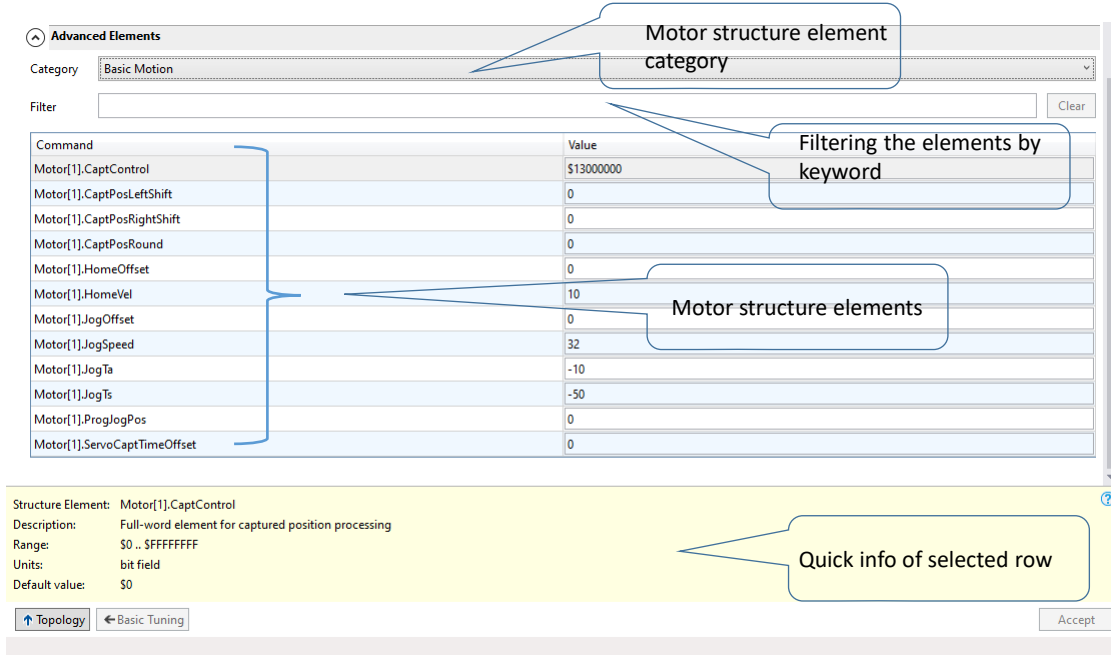 Advanced Elements
Motor structure element
category
Category Basic Motion
Filter Clear
Filtering the elements by
keyword
Command Value
Motor[1].CaptControl $13000000
Motor[1].CaptPosLeftShift 0
Motor[1].CaptPosRightShift 0
Motor[1].CaptPosRound 0
Motor[1].HomeOffset 0
Motor[1].HomeVel 10
Motor structure elements
Motor[1].JogOffset 0
Motor[1].JogSpeed 32
Motor[1].JogTa -10
Motor[1].JogTs -50
Motor[1].ProgJogPos 0
Motor[1].ServoCaptTimeOffset 0
Structure Element: Motor[1].CaptControl
Description: Full-word element for captured position processing
Range: $0 .. $FFFFFFFF
Units: bit field
Default value: $0
Quick info of selected row
Topology Basic Tuning Accept